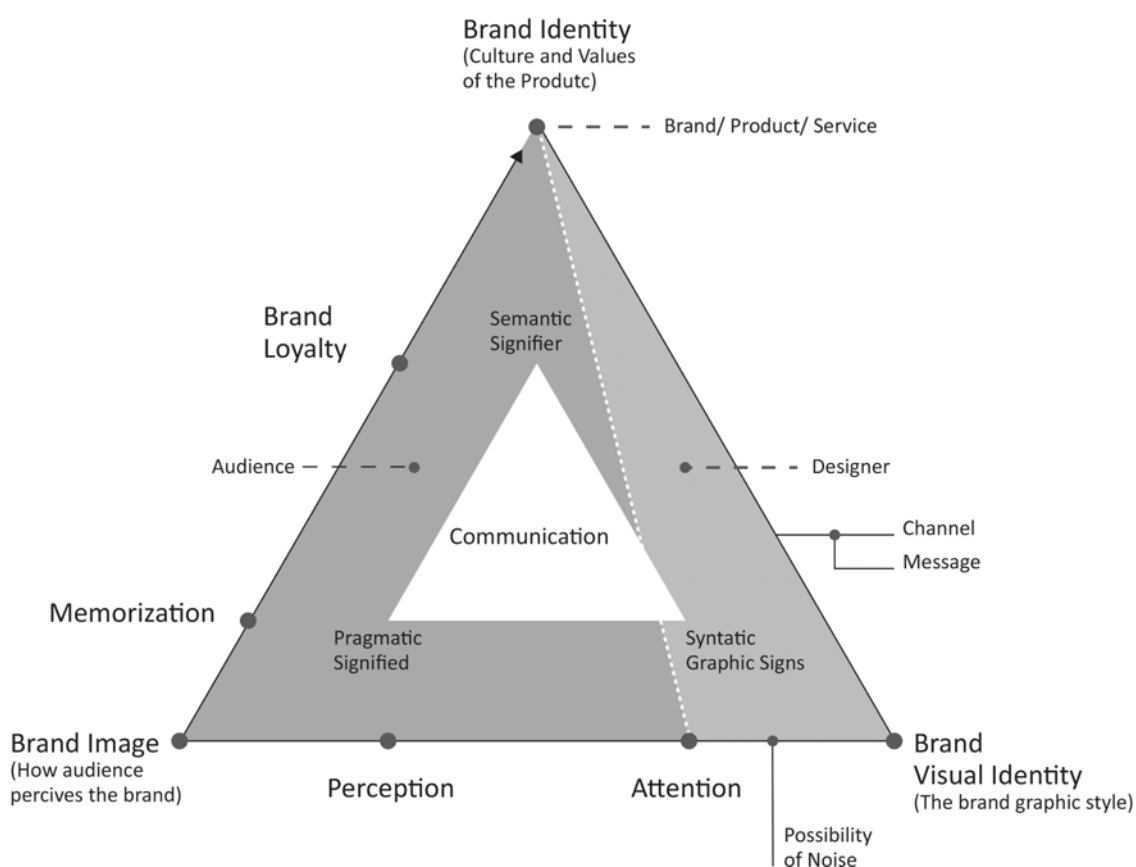 Brand Identity
(Culture and Values
of the Produtc)
Brand/ Product/ Service
Brand
Loyalty
Semantic
Signifier
Audience
Designer
Communication
Channel
Message
Memorization
Pragmatic
Signified
Syntatic
Graphic Signs
Brand Image
(How audience
percives the brand)
Perception
Attention
Brand
Visual Identity
(The brand graphic style)
Possibility
of Noise